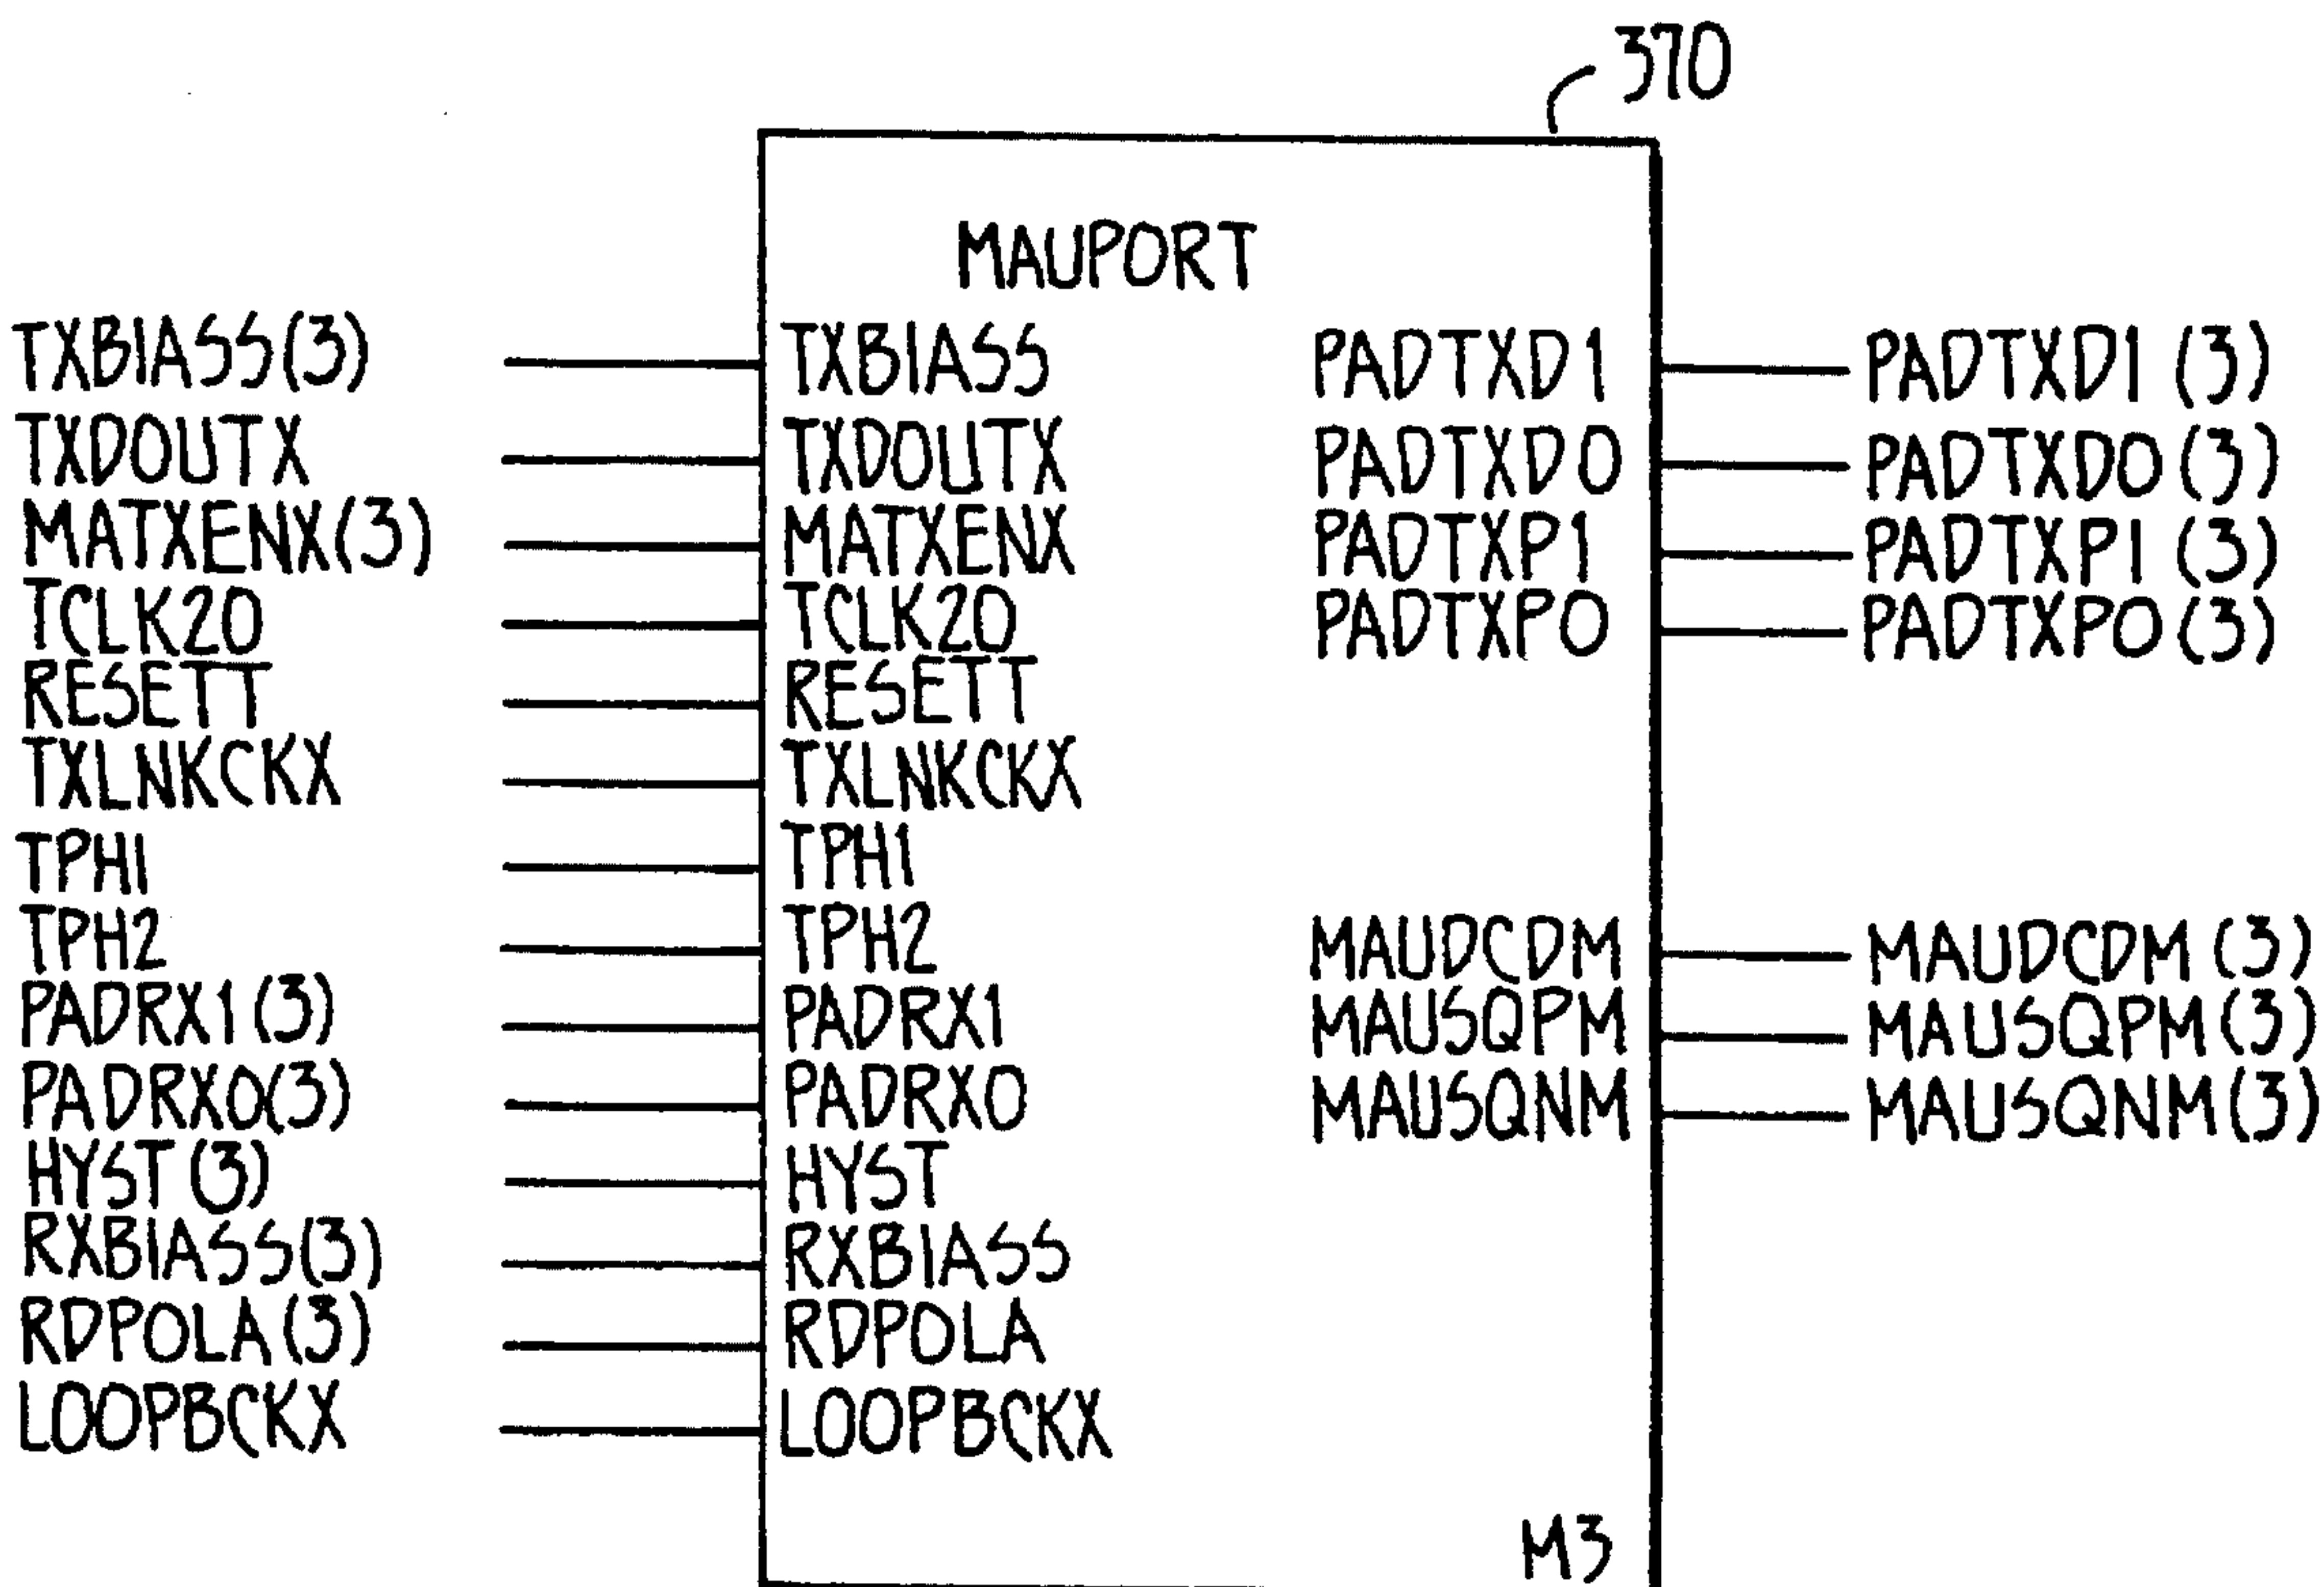 370
MAUPORT
TXBIASS(3) TXBIASS PADTXD1 PADTXD1 (3)
TXDOUTX TXDOUTX PADTXD0 PADTXD0 (3)
MATXENX(3) MATXENX PADTXP1 PADTXP1 (3)
TCLK20 TCLK20 PADTXP0 PADTXP0 (3)
RESETT RESETT
TXLNKCKX TXLNKCKX
TPH1 TPH1
TPH2 TPH2 MAUDCDM MAUDCDM (3)
PADRX1 (3) PADRX1 MAUSQPM MAUSQPM (3)
PADRX0(3) PADRX0 MAUSQNM MAUSQNM (3)
HYST (3) HYST
RXBIASS(3) RXBIASS
RDPOLA (3) RDPOLA
LOOPBCKX LOOPBCKX
M3